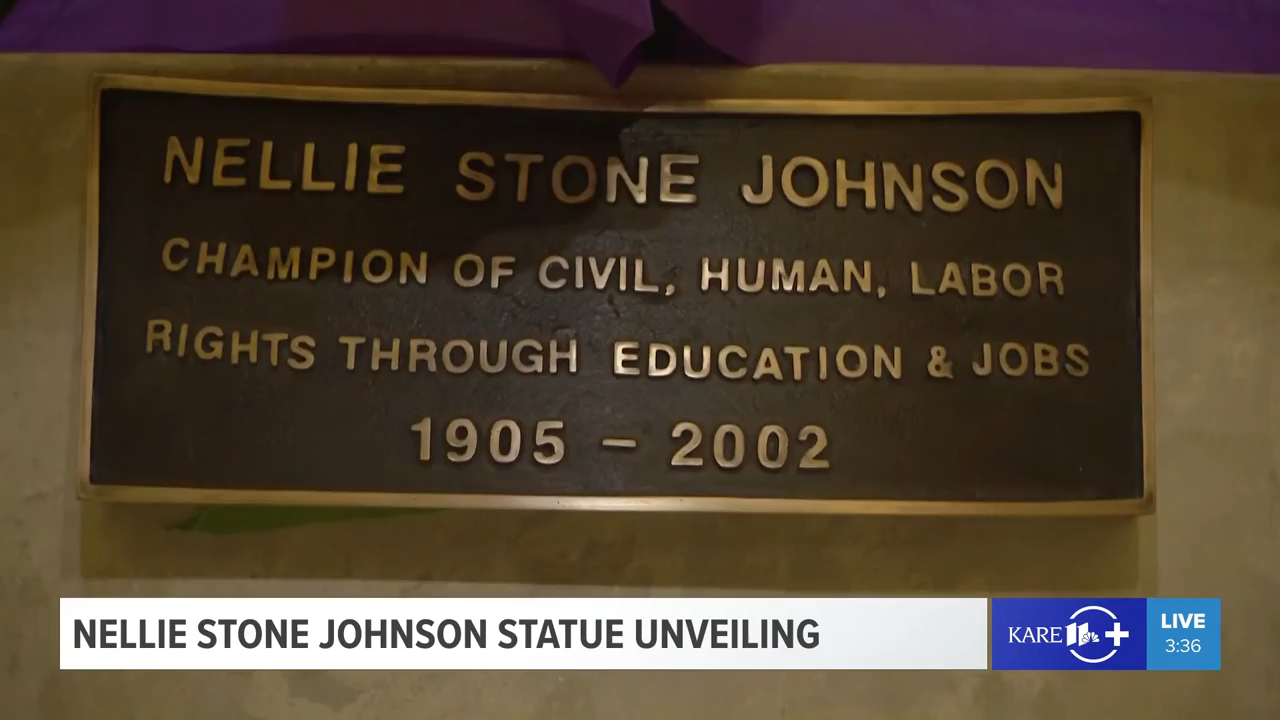 NELLIE STONE JOHNSON
CHAMPION OF CIVIL, HUMAN, LABOR
RIGHTS THROUGH EDUCATION & JOBS
1905 – 2002
NELLIE STONE JOHNSON STATUE UNVEILING
KARE 11+
LIVE
3:36